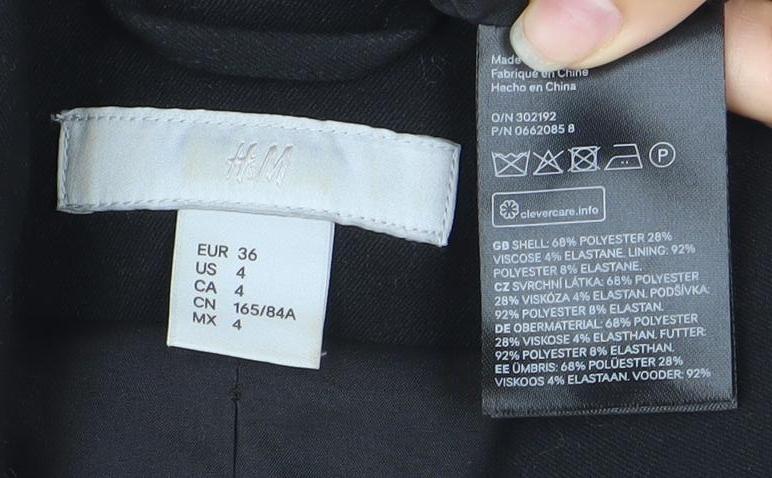 H&M
EUR 36
US 4
CA 4
CN 165/84A
MX 4
Made
Fabriqué en Chine
Hecho en China
O/N 302192
P/N 0662085 8
P
clevercare.info
GB SHELL: 68% POLYESTER 28%
VISCOSE 4% ELASTANE. LINING: 92%
POLYESTER 8% ELASTANE.
CZ SVRCHNÍ LÁTKA: 68% POLYESTER
28% VISKÓZA 4% ELASTAN. PODŠÍVKA:
92% POLYESTER 8% ELASTAN.
DE OBERMATERIAL: 68% POLYESTER
28% VISKOSE 4% ELASTHAN. FUTTER:
92% POLYESTER 8% ELASTHAN.
EE ÜMBRIS: 68% POLÜESTER 28%
VISKOOS 4% ELASTAAN. VOODER: 92%